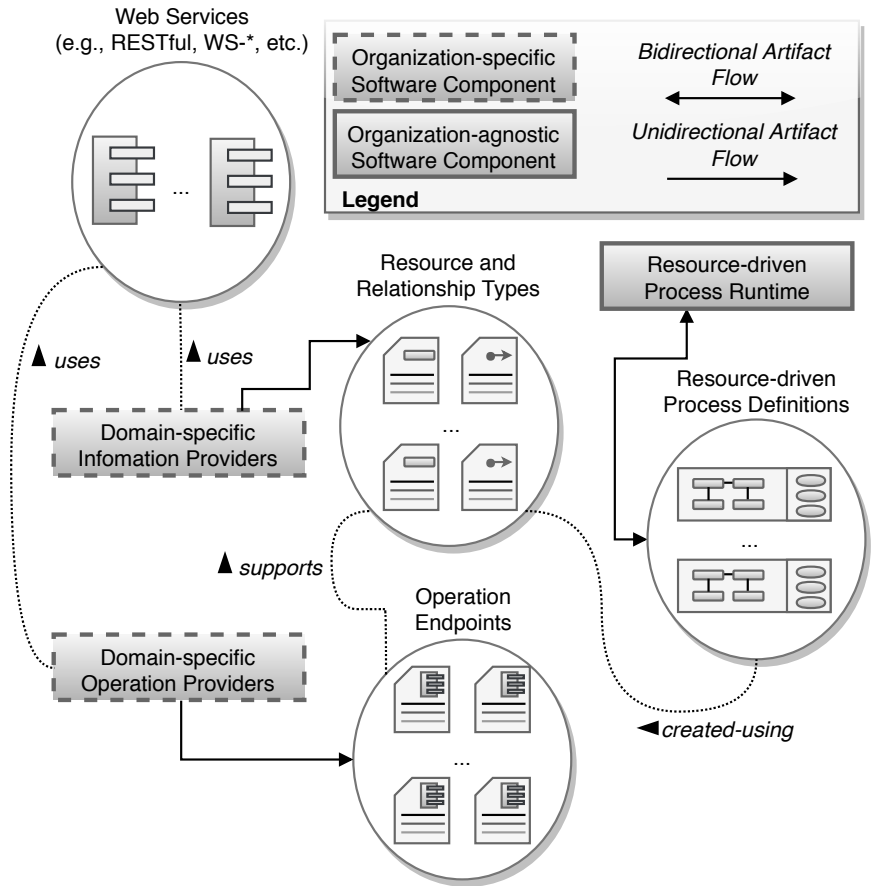 Web Services
(e.g., RESTful, WS-*, etc.)
...
Organization-specific
Software Component
Organization-agnostic
Software Component
Legend
Bidirectional Artifact
Flow
Unidirectional Artifact
Flow
Resource and
Relationship Types
...
Resource-driven
Process Runtime
uses
uses
Domain-specific
Infomation Providers
Resource-driven
Process Definitions
...
supports
Operation
Endpoints
...
Domain-specific
Operation Providers
created-using